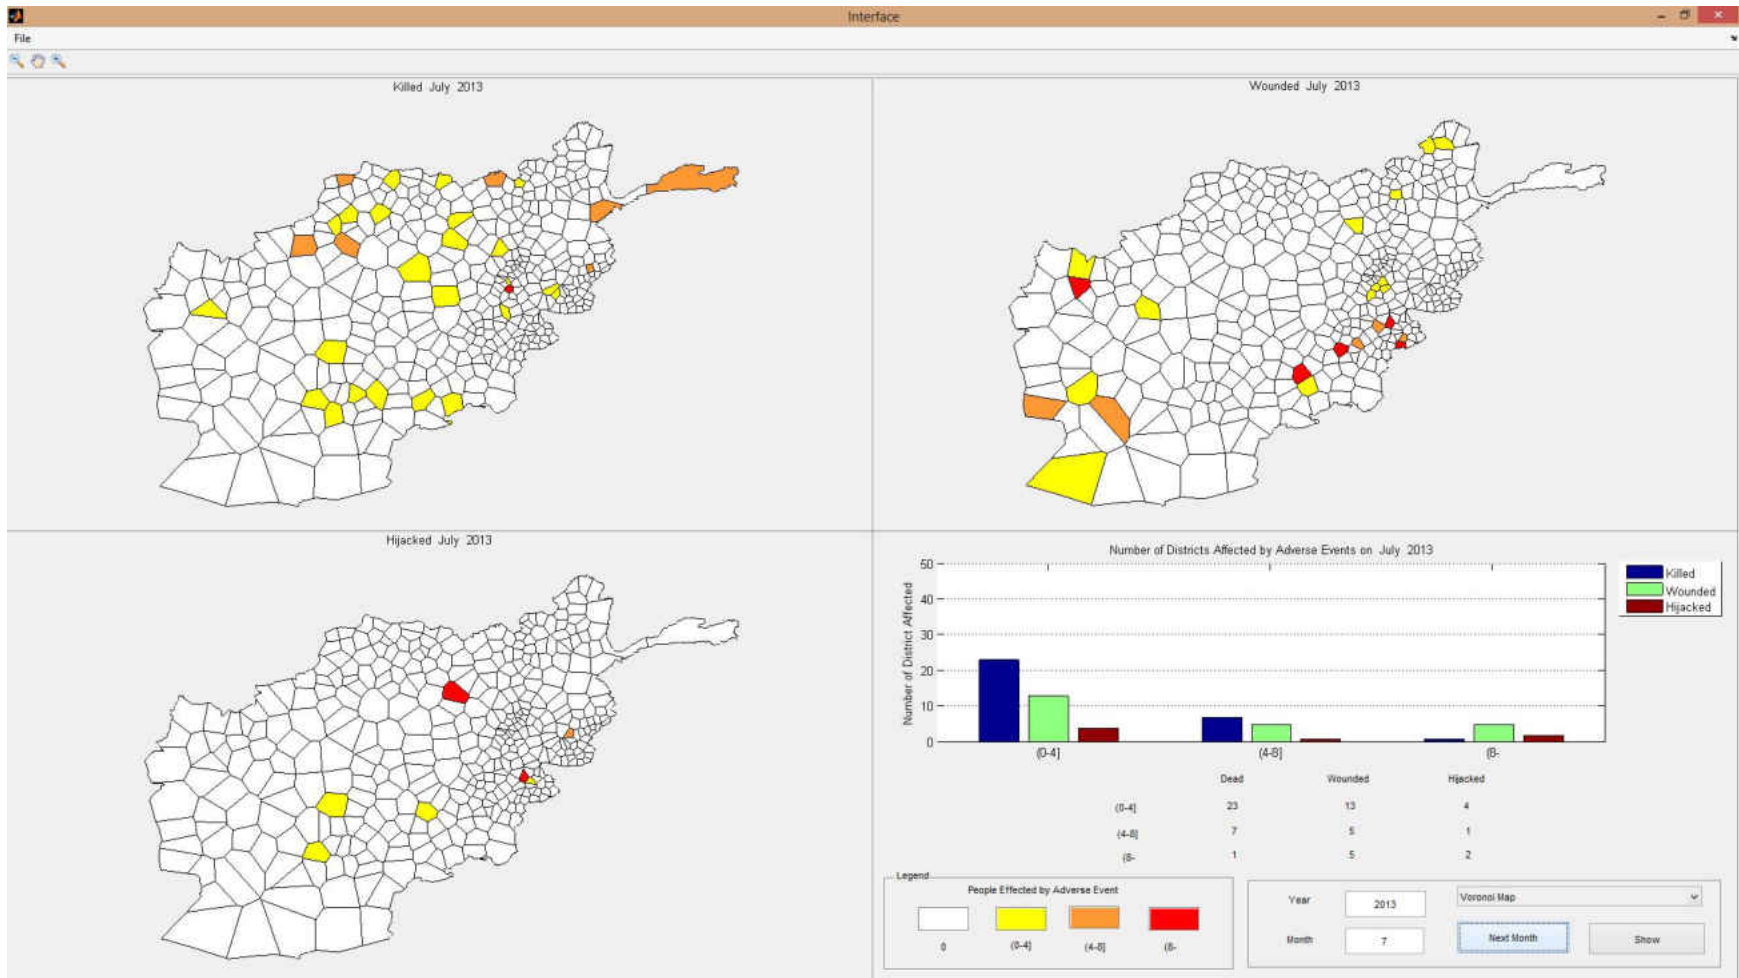 Interface
File
Killed July 2013
Wounded July 2013
Hijacked July 2013
Number of Districts Affected by Adverse Events on July 2013
Number of District Affected
50
40
30
20
10
0
(0-4]
(4-8]
(8-
Killed
Wounded
Hijacked
Dead Wounded Hijacked
(0-4] 23 13 4
(4-8] 7 5 1
(8- 1 5 2
Legend
People Effected by Adverse Event
0 (0-4] (4-8] (8-
Year 2013 Voronoi Map
Month 7 Next Month Show